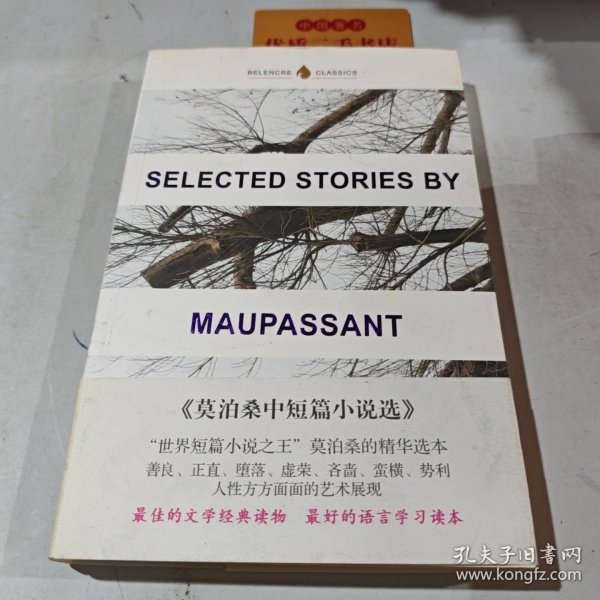 中国著名
BELENCRE CLASSICS
SELECTED STORIES BY
MAUPASSANT
《莫泊桑中短篇小说选》
“世界短篇小说之王”莫泊桑的精华选本
善良、正直、堕落、虚荣、吝啬、蛮横、势利
人性方方面面的艺术展现
最佳的文学经典读物 最好的语言学习读本
孔夫子旧书网
www.kongfz.com